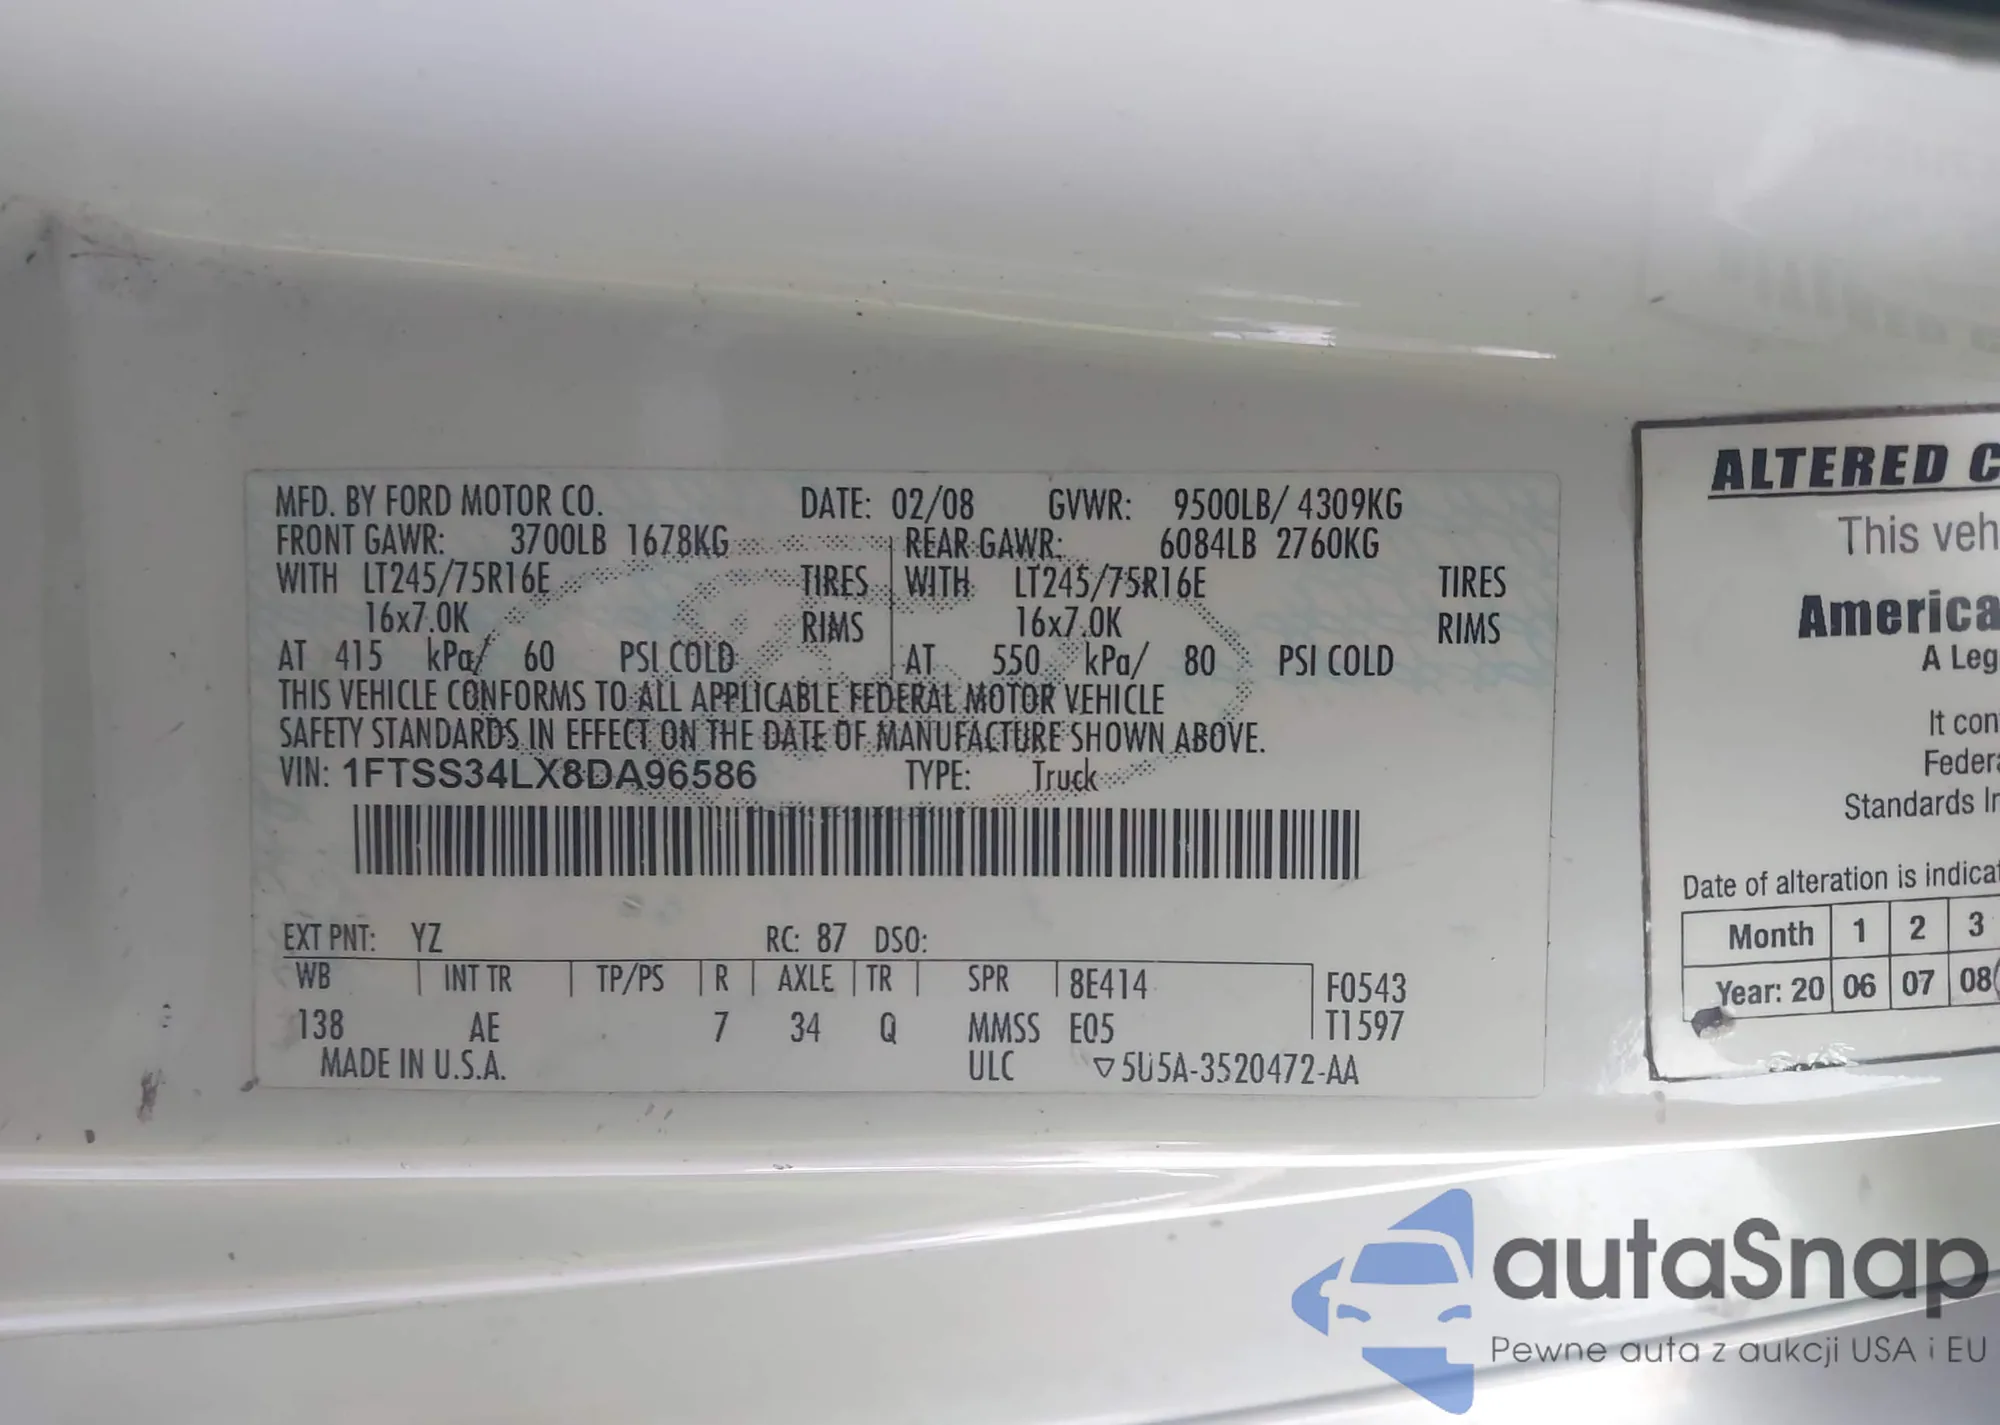 MFD. BY FORD MOTOR CO. DATE: 02/08 GVWR: 9500LB/ 4309KG
FRONT GAWR: 3700LB 1678KG REAR GAWR: 6084LB 2760KG
WITH LT245/75R16E TIRES WITH LT245/75R16E TIRES
16x7.0K RIMS 16x7.0K RIMS
AT 415 kPa/ 60 PSI COLD AT 550 kPa/ 80 PSI COLD
THIS VEHICLE CONFORMS TO ALL APPLICABLE FEDERAL MOTOR VEHICLE
SAFETY STANDARDS IN EFFECT ON THE DATE OF MANUFACTURE SHOWN ABOVE.
VIN: 1FTSS34LX8DA96586 TYPE: Truck
EXT PNT: YZ RC: 87 DSO:
WB INT TR TP/PS R AXLE TR SPR 8E414 F0543
138 AE 7 34 Q MMSS E05 T1597
MADE IN U.S.A. ULC ▽5U5A-3520472-AA
ALTERED C
This veh
America
A Leg
It con
Federa
Standards In
Date of alteration is indicat
Month 1 2 3
Year: 20 06 07 08
autaSnap
Pewne auta z aukcji USA i EU